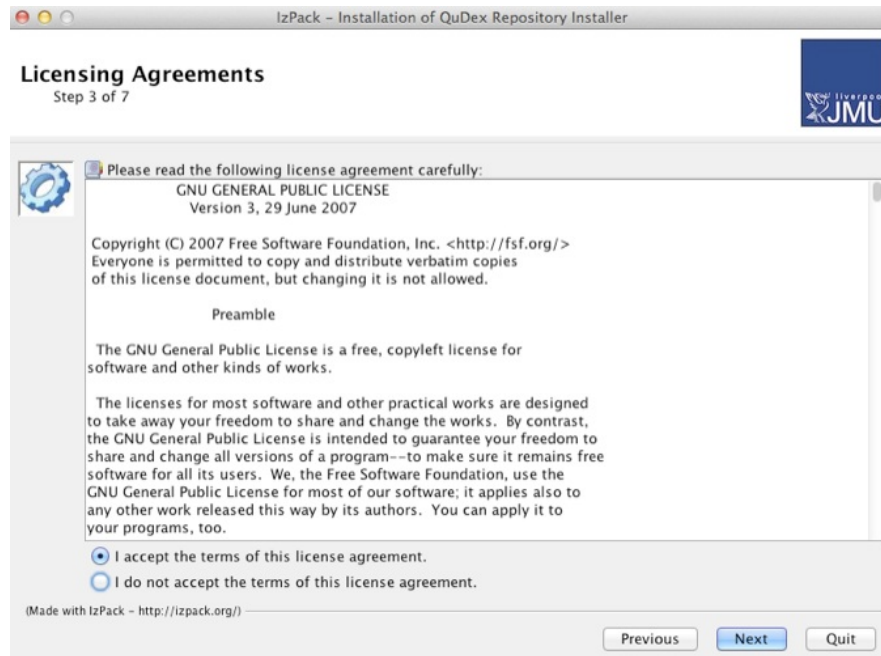 IzPack - Installation of QuDex Repository Installer
Licensing Agreements
Step 3 of 7
liverpoo
JMU
Please read the following license agreement carefully:
GNU GENERAL PUBLIC LICENSE
Version 3, 29 June 2007
Copyright (C) 2007 Free Software Foundation, Inc. <http://fsf.org/>
Everyone is permitted to copy and distribute verbatim copies
of this license document, but changing it is not allowed.
Preamble
The GNU General Public License is a free, copyleft license for
software and other kinds of works.
The licenses for most software and other practical works are designed
to take away your freedom to share and change the works.  By contrast,
the GNU General Public License is intended to guarantee your freedom to
share and change all versions of a program--to make sure it remains free
software for all its users.  We, the Free Software Foundation, use the
GNU General Public License for most of our software; it applies also to
any other work released this way by its authors.  You can apply it to
your programs, too.
I accept the terms of this license agreement.
I do not accept the terms of this license agreement.
(Made with IzPack - http://izpack.org/)
Previous
Next
Quit